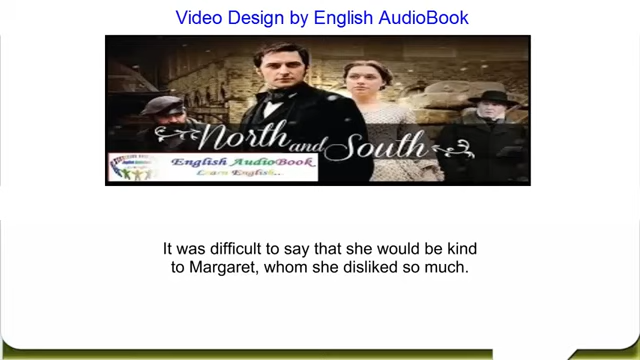 Video Design by English AudioBook
North and South
English AudioBook
Learn English...
It was difficult to say that she would be kind
to Margaret, whom she disliked so much.